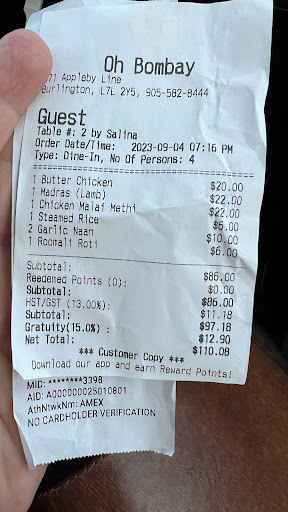 Oh Bombay
71 Appleby Line
Burlington, L7L 2Y5, 905-582-8444
Guest
Table #: 2 by Salina
Order Date/Time: 2023-09-04 07:16 PM
Type: Dine-In, No Of Persons: 4
1 Butter Chicken $20.00
1 Madras (Lamb) $22.00
1 Chicken Malai Methi $22.00
1 Steamed Rice $6.00
2 Garlic Naan $10.00
1 Roomali Roti $6.00
Subtotal: $86.00
Reedemed Points (0): $0.00
Subtotal: $86.00
HST/GST (13.00%): $11.18
Subtotal: $97.18
Gratuity(15.0%) : $12.90
Net Total: $110.08
*** Customer Copy ***
Download our app and earn Reward Points!
MID: ********3398
AID: A000000025010801
AthNtwkNm: AMEX
NO CARDHOLDER VERIFICATION